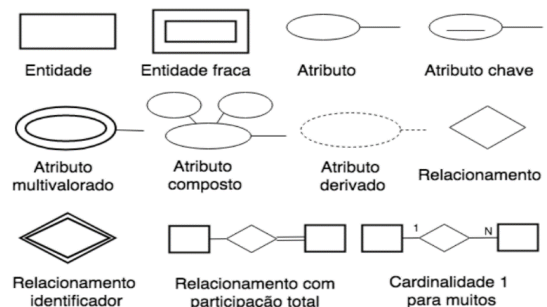 Entidade
Entidade fraca
Atributo
Atributo chave
Atributo
multivalorado
Atributo
composto
Atributo
derivado
Relacionamento
Relacionamento
identificador
Relacionamento com
participação total
1
N
Cardinalidade 1
para muitos